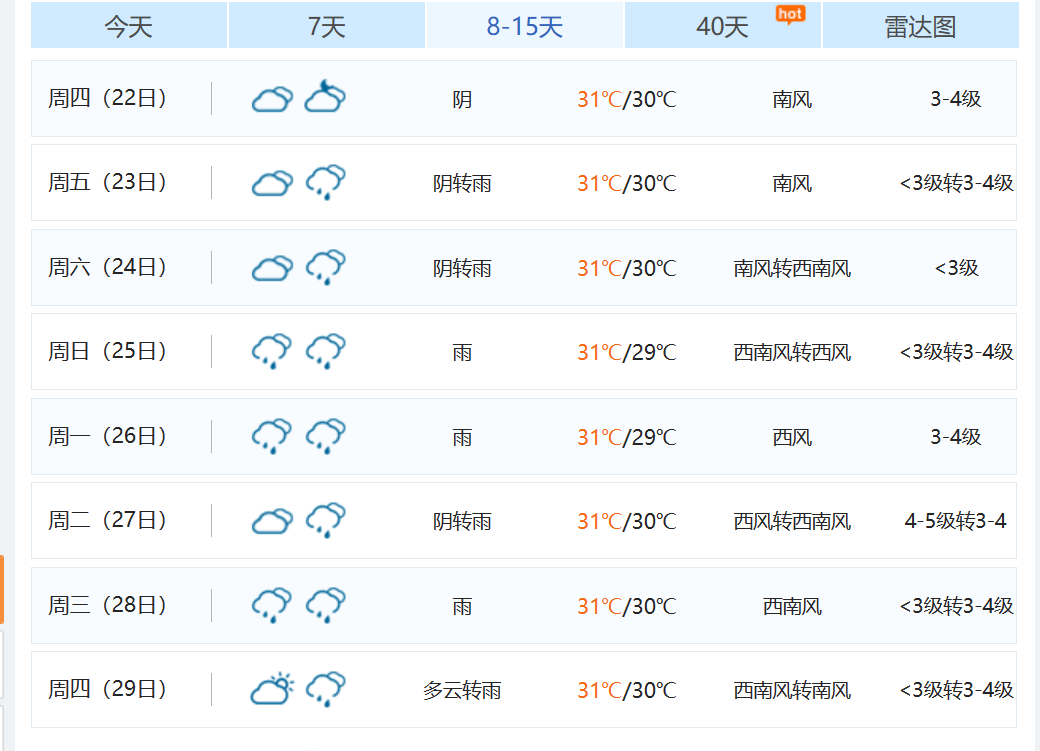 今天 7天 8-15天 40天 hot 雷达图
周四（22日） 阴 31℃/30℃ 南风 3-4级
周五（23日） 阴转雨 31℃/30℃ 南风 <3级转3-4级
周六（24日） 阴转雨 31℃/30℃ 南风转西南风 <3级
周日（25日） 雨 31℃/29℃ 西南风转西风 <3级转3-4级
周一（26日） 雨 31℃/29℃ 西风 3-4级
周二（27日） 阴转雨 31℃/30℃ 西风转西南风 4-5级转3-4
周三（28日） 雨 31℃/30℃ 西南风 <3级转3-4级
周四（29日） 多云转雨 31℃/30℃ 西南风转南风 <3级转3-4级